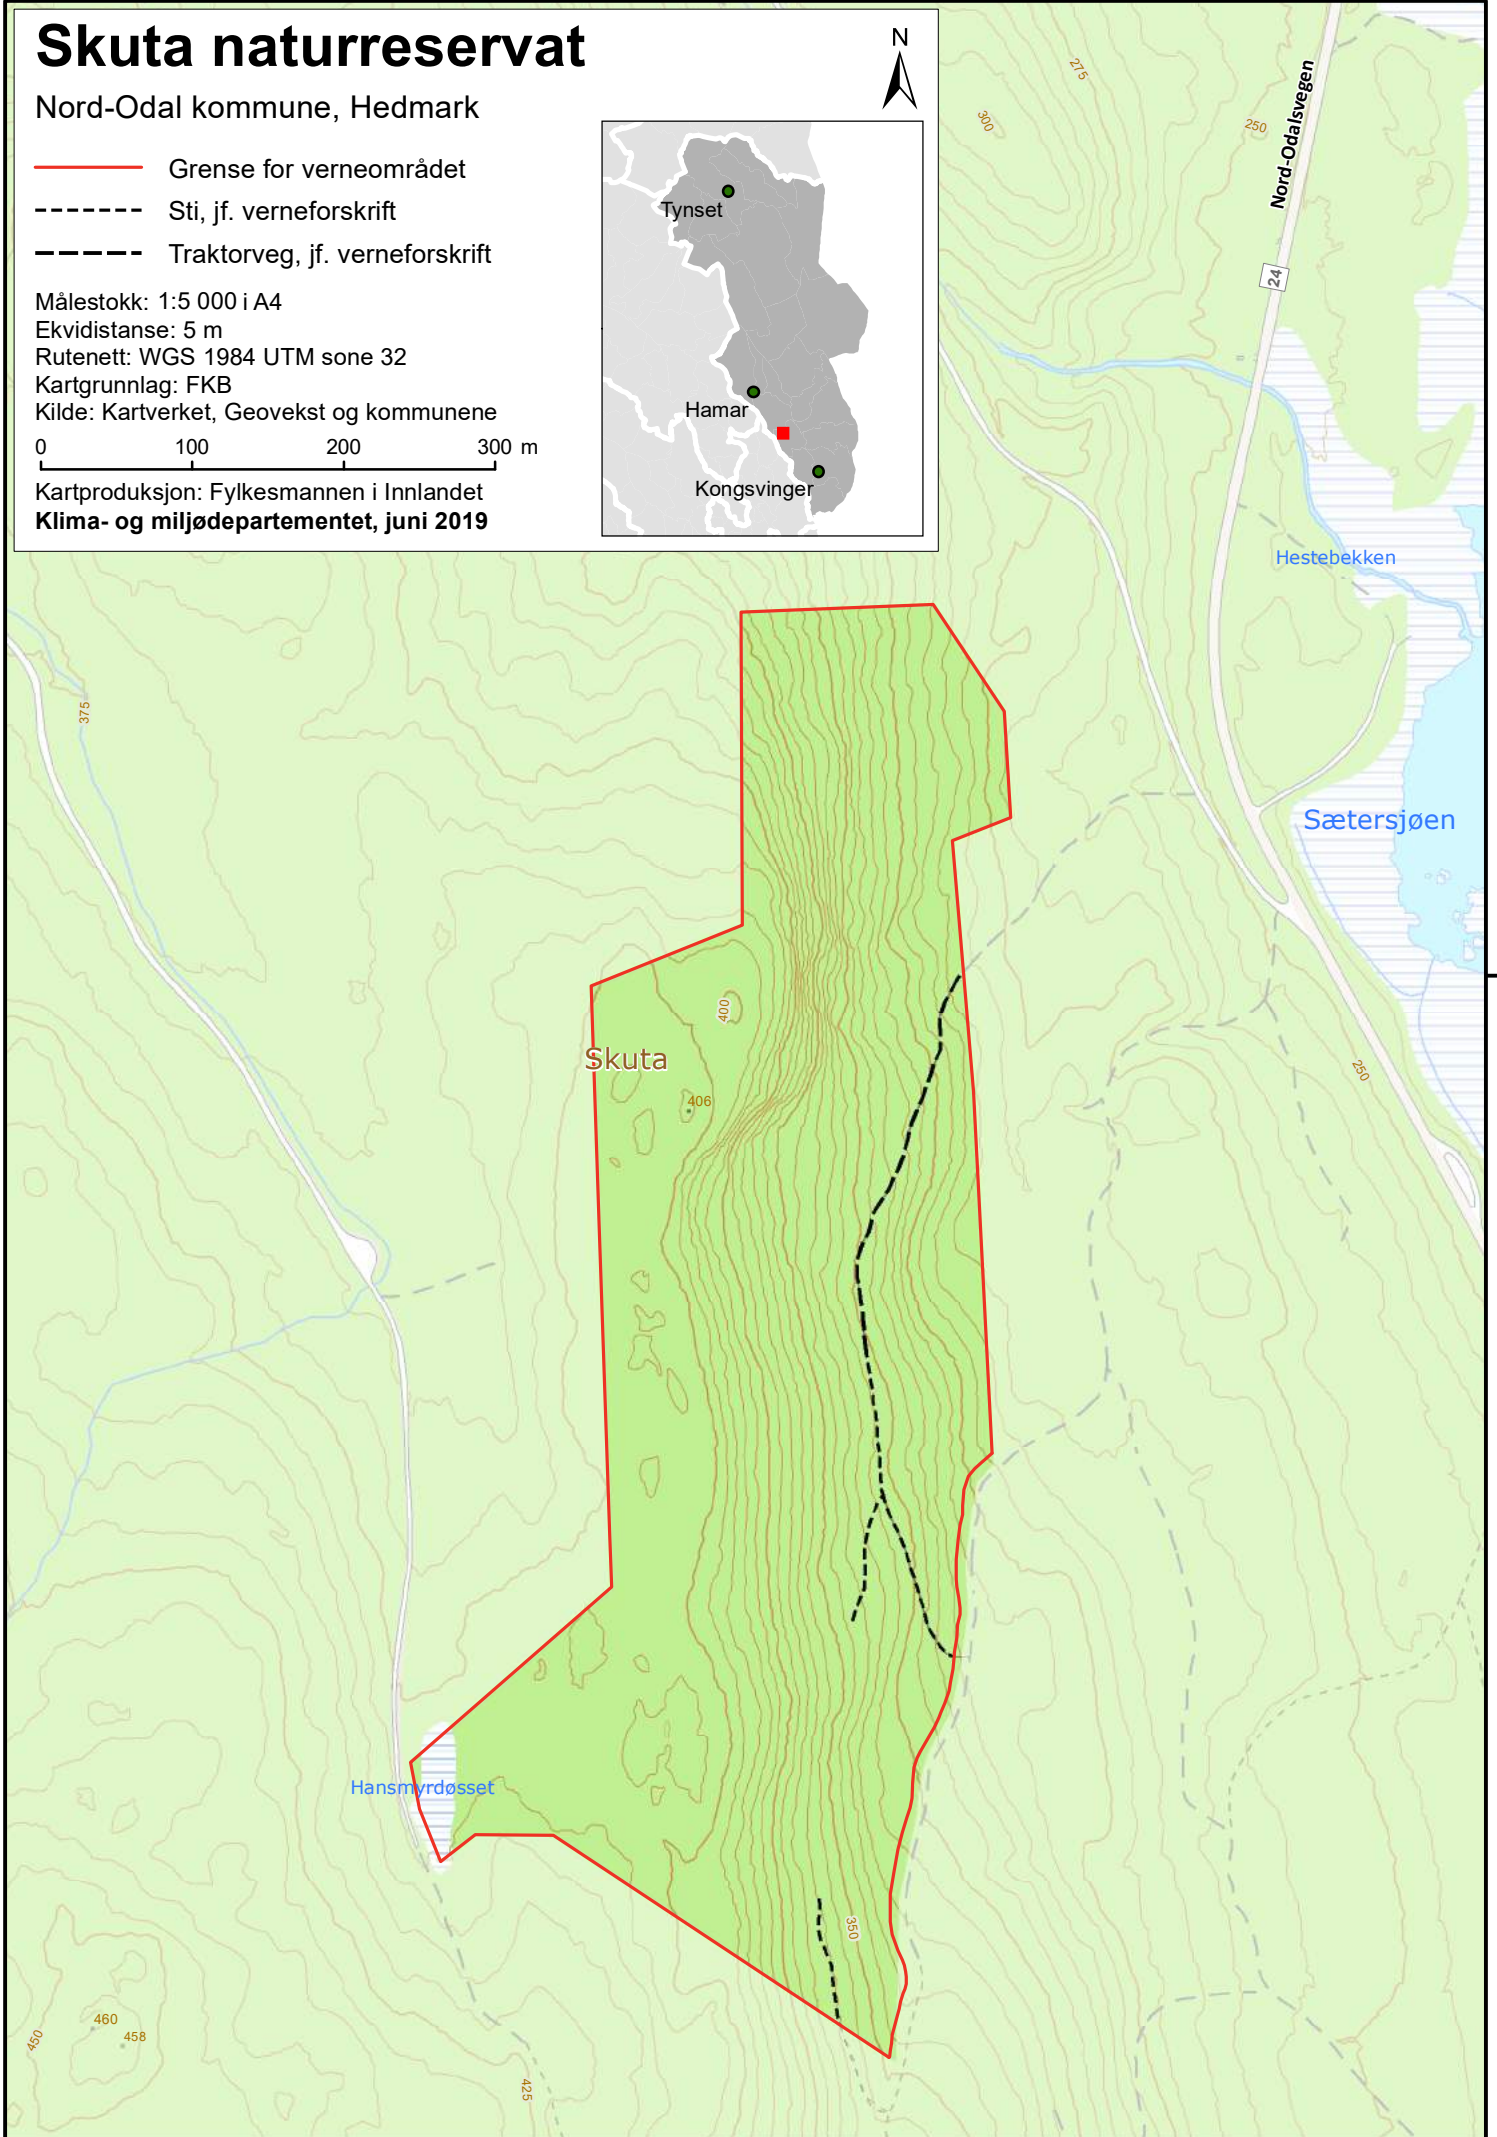 Skuta naturreservat
Nord-Odal kommune, Hedmark
Grense for verneområdet
Sti, jf. verneforskrift
Traktorveg, jf. verneforskrift
Målestokk: 1:5 000 i A4
Ekvidistanse: 5 m
Rutenett: WGS 1984 UTM sone 32
Kartgrunnlag: FKB
Kilde: Kartverket, Geovekst og kommunene
0 100 200 300 m
Kartproduksjon: Fylkesmannen i Innlandet
Klima- og miljødepartementet, juni 2019
N
Tynset
Hamar
Kongsvinger
275
300
250
Nord-Odalsvegen
24
Hestebekken
375
Sætersjøen
400
Skuta
250
406
Hansmyrdøsset
350
460
450
458
425